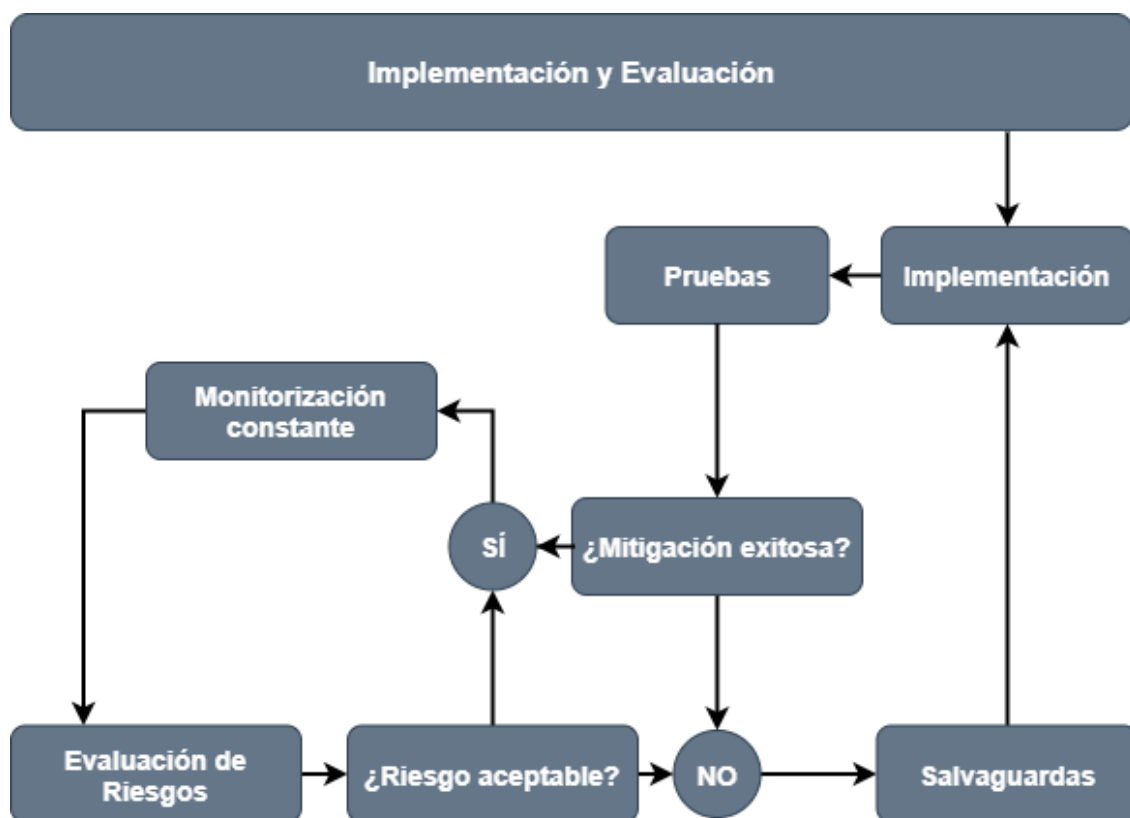 Implementación y Evaluación
Pruebas
Implementación
Monitorización
constante
SÍ
¿Mitigación exitosa?
Evaluación de
Riesgos
¿Riesgo aceptable?
NO
Salvaguardas